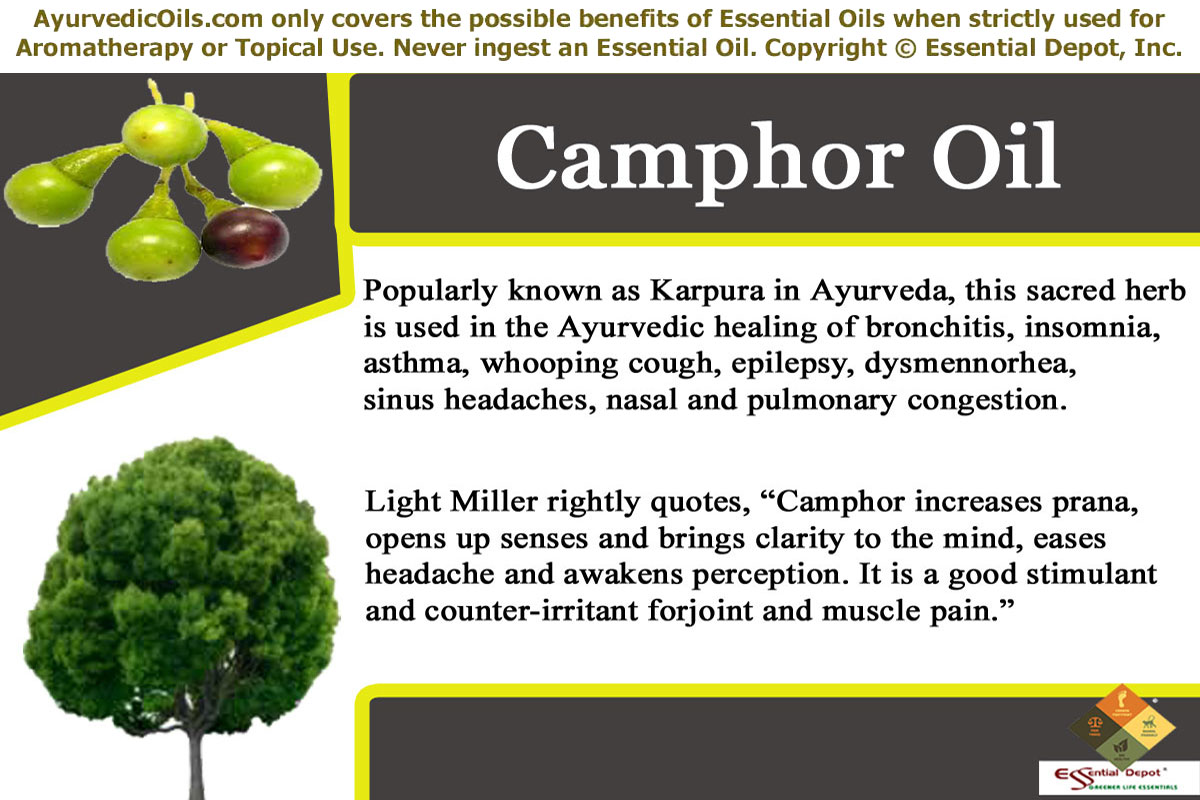 AyurvedicOils.com only covers the possible benefits of Essential Oils when strictly used for
Aromatherapy or Topical Use. Never ingest an Essential Oil. Copyright © Essential Depot, Inc.
Camphor Oil
Popularly known as Karpura in Ayurveda, this sacred herb
is used in the Ayurvedic healing of bronchitis, insomnia,
asthma, whooping cough, epilepsy, dysmennorhea,
sinus headaches, nasal and pulmonary congestion.
Light Miller rightly quotes, “Camphor increases prana,
opens up senses and brings clarity to the mind, eases
headache and awakens perception. It is a good stimulant
and counter-irritant forjoint and muscle pain.”
Essential Depot
GREENER LIFE ESSENTIALS